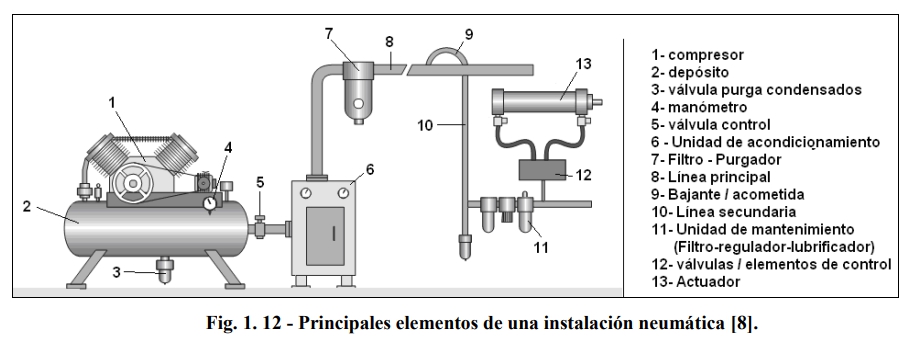 7
8
9
13
1
10
4
6
5
12
2
3
11
1- compresor
2- depósito
3- válvula purga condensados
4- manómetro
5- válvula control
6 - Unidad de acondicionamiento
7- Filtro - Purgador
8- Línea principal
9- Bajante / acometida
10- Línea secundaria
11- Unidad de mantenimiento
(Filtro-regulador-lubrificador)
12- válvulas / elementos de control
13- Actuador
Fig. 1. 12 - Principales elementos de una instalación neumática [8].